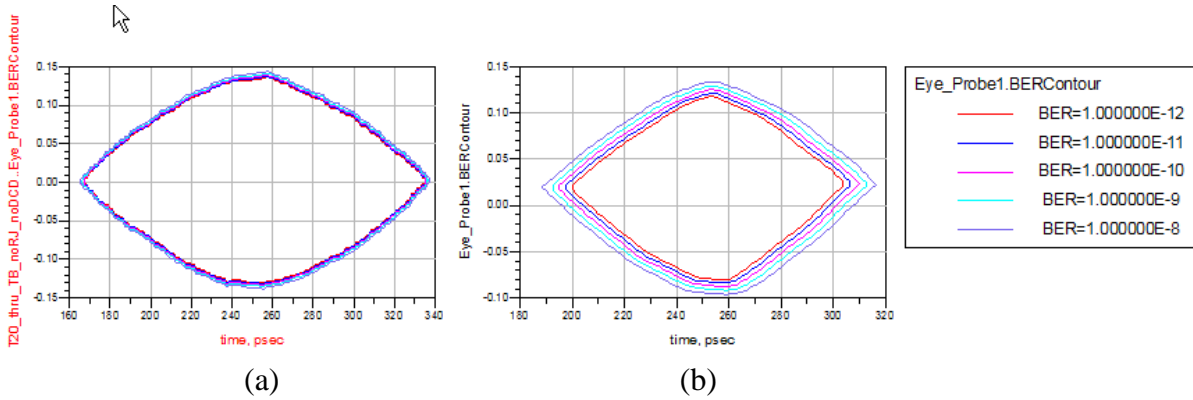 T20_thru_TB_noRJ_noDCD..Eye_Probe1.BERContour
0.15
0.10
0.05
0.00
-0.05
-0.10
-0.15
160 180 200 220 240 260 280 300 320 340
time, psec
(a)
Eye_Probe1.BERContour
0.15
0.10
0.05
0.00
-0.05
-0.10
180 200 220 240 260 280 300 320
time, psec
(b)
Eye_Probe1.BERContour
BER=1.000000E-12
BER=1.000000E-11
BER=1.000000E-10
BER=1.000000E-9
BER=1.000000E-8